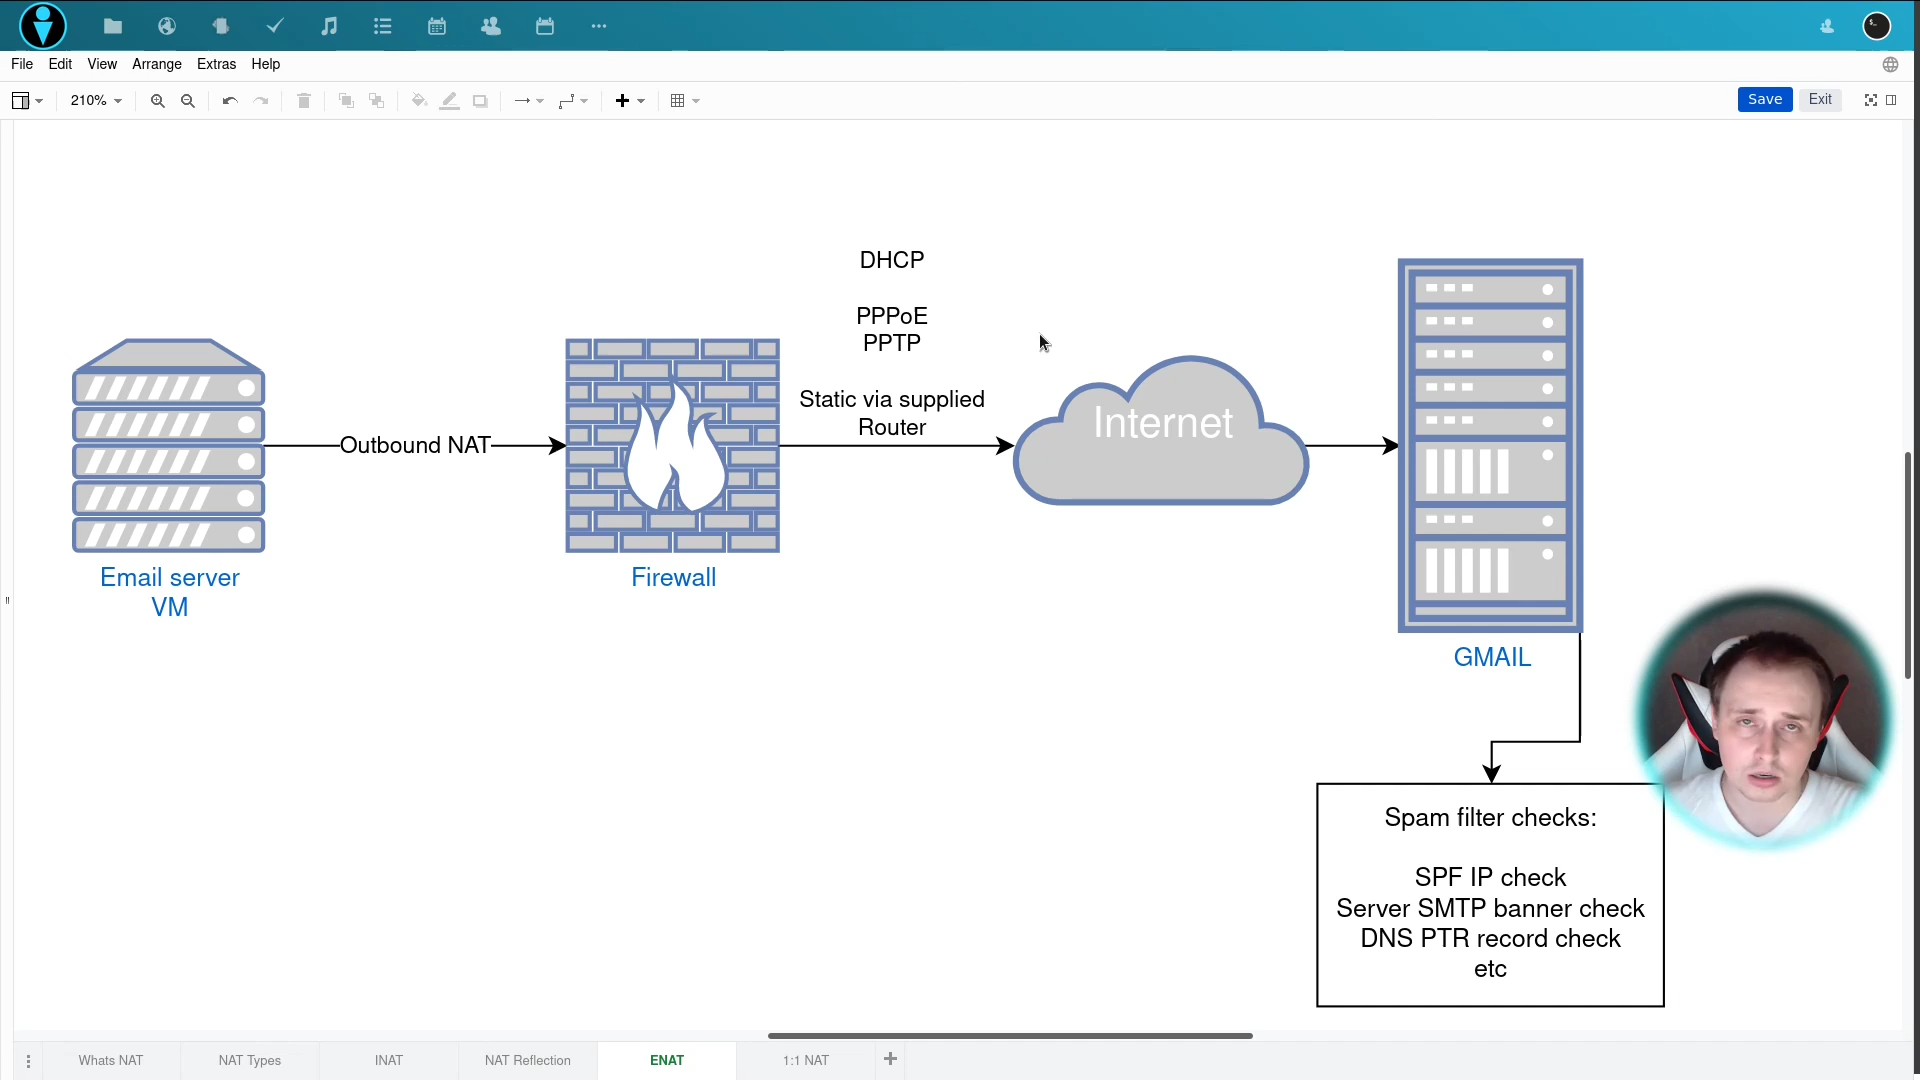 File Edit View Arrange Extras Help
210%
Save Exit
DHCP
PPPoE
PPTP
Static via supplied
Router
Outbound NAT
Internet
Email server
VM
Firewall
GMAIL
Spam filter checks:
SPF IP check
Server SMTP banner check
DNS PTR record check
etc
Whats NAT NAT Types INAT NAT Reflection ENAT 1:1 NAT